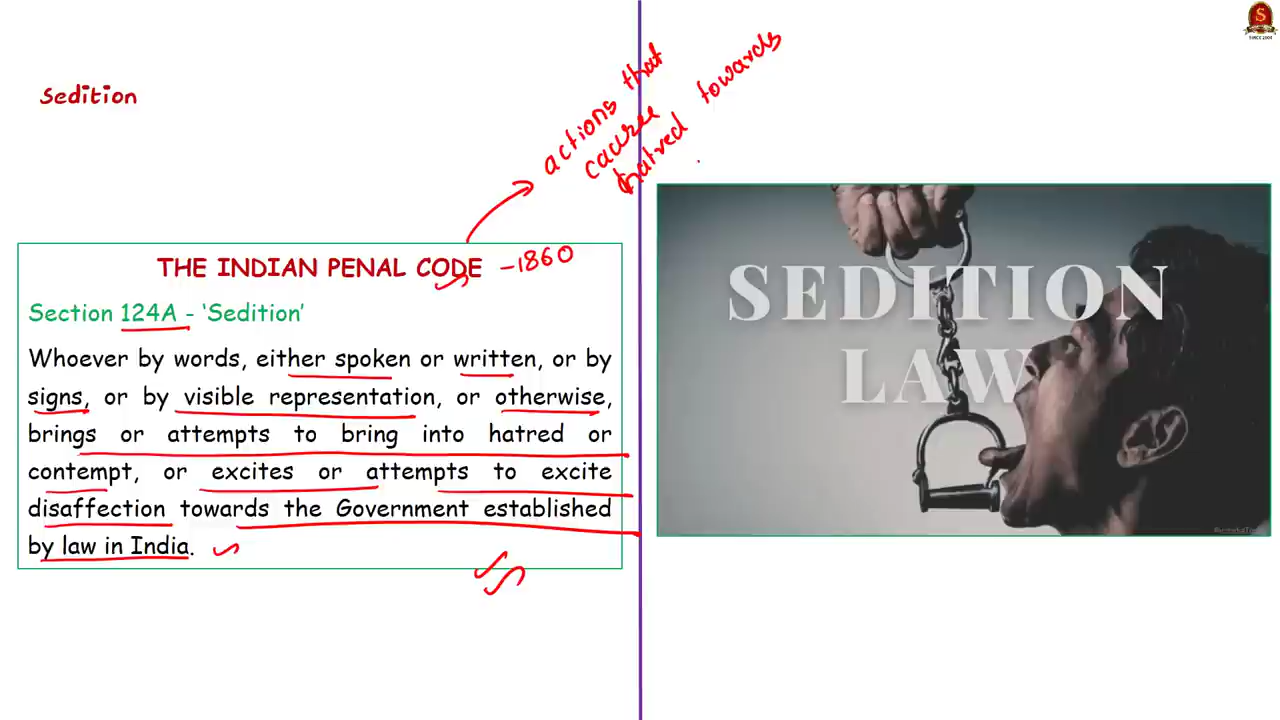 Sedition
actions that
cause
hatred towards
THE INDIAN PENAL CODE -1860
Section 124A - ‘Sedition’
Whoever by words, either spoken or written, or by
signs, or by visible representation, or otherwise,
brings or attempts to bring into hatred or
contempt, or excites or attempts to excite
disaffection towards the Government established
by law in India.
SEDITION
LAW
S
SINCE 2004